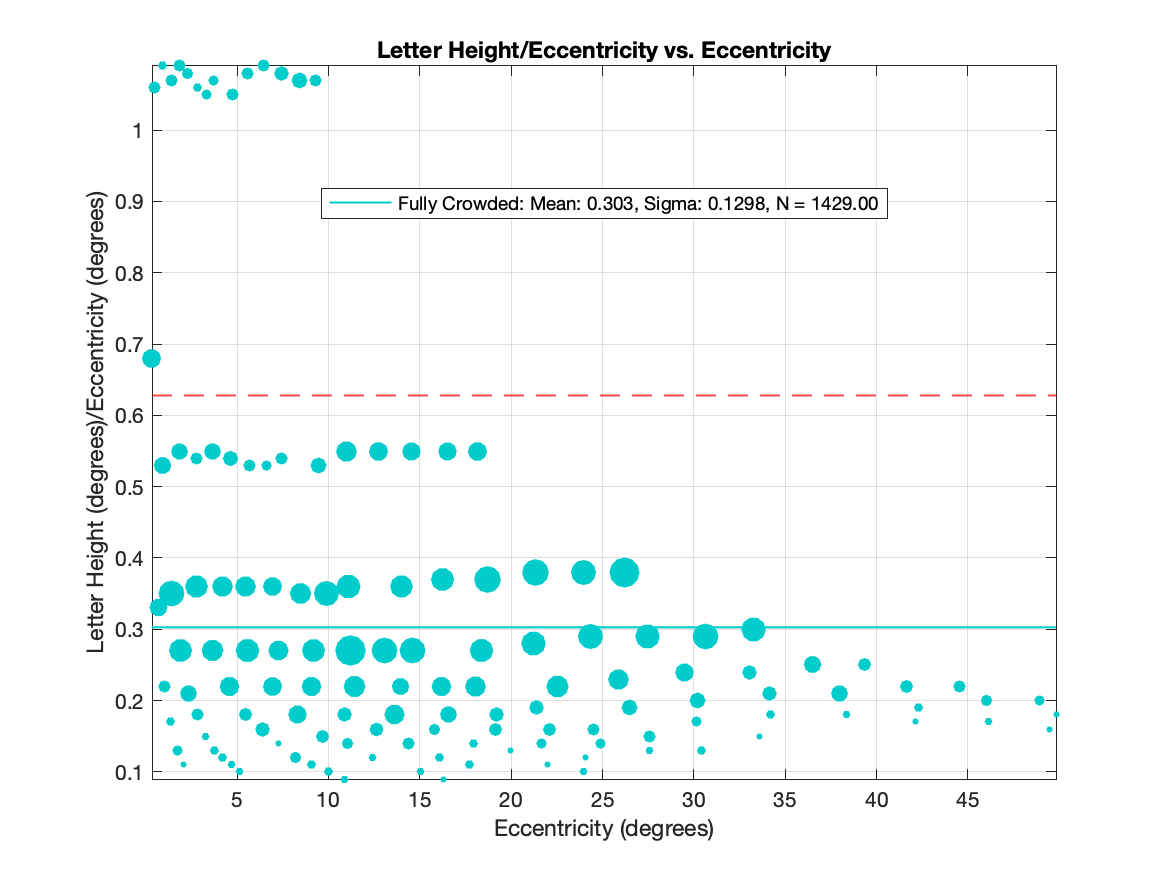 Letter Height/Eccentricity vs. Eccentricity
1
0.9
0.8
0.7
0.6
0.5
0.4
0.3
0.2
0.1
Letter Height (degrees)/Eccentricity (degrees)
Fully Crowded: Mean: 0.303, Sigma: 0.1298, N = 1429.00
5 10 15 20 25 30 35 40 45
Eccentricity (degrees)